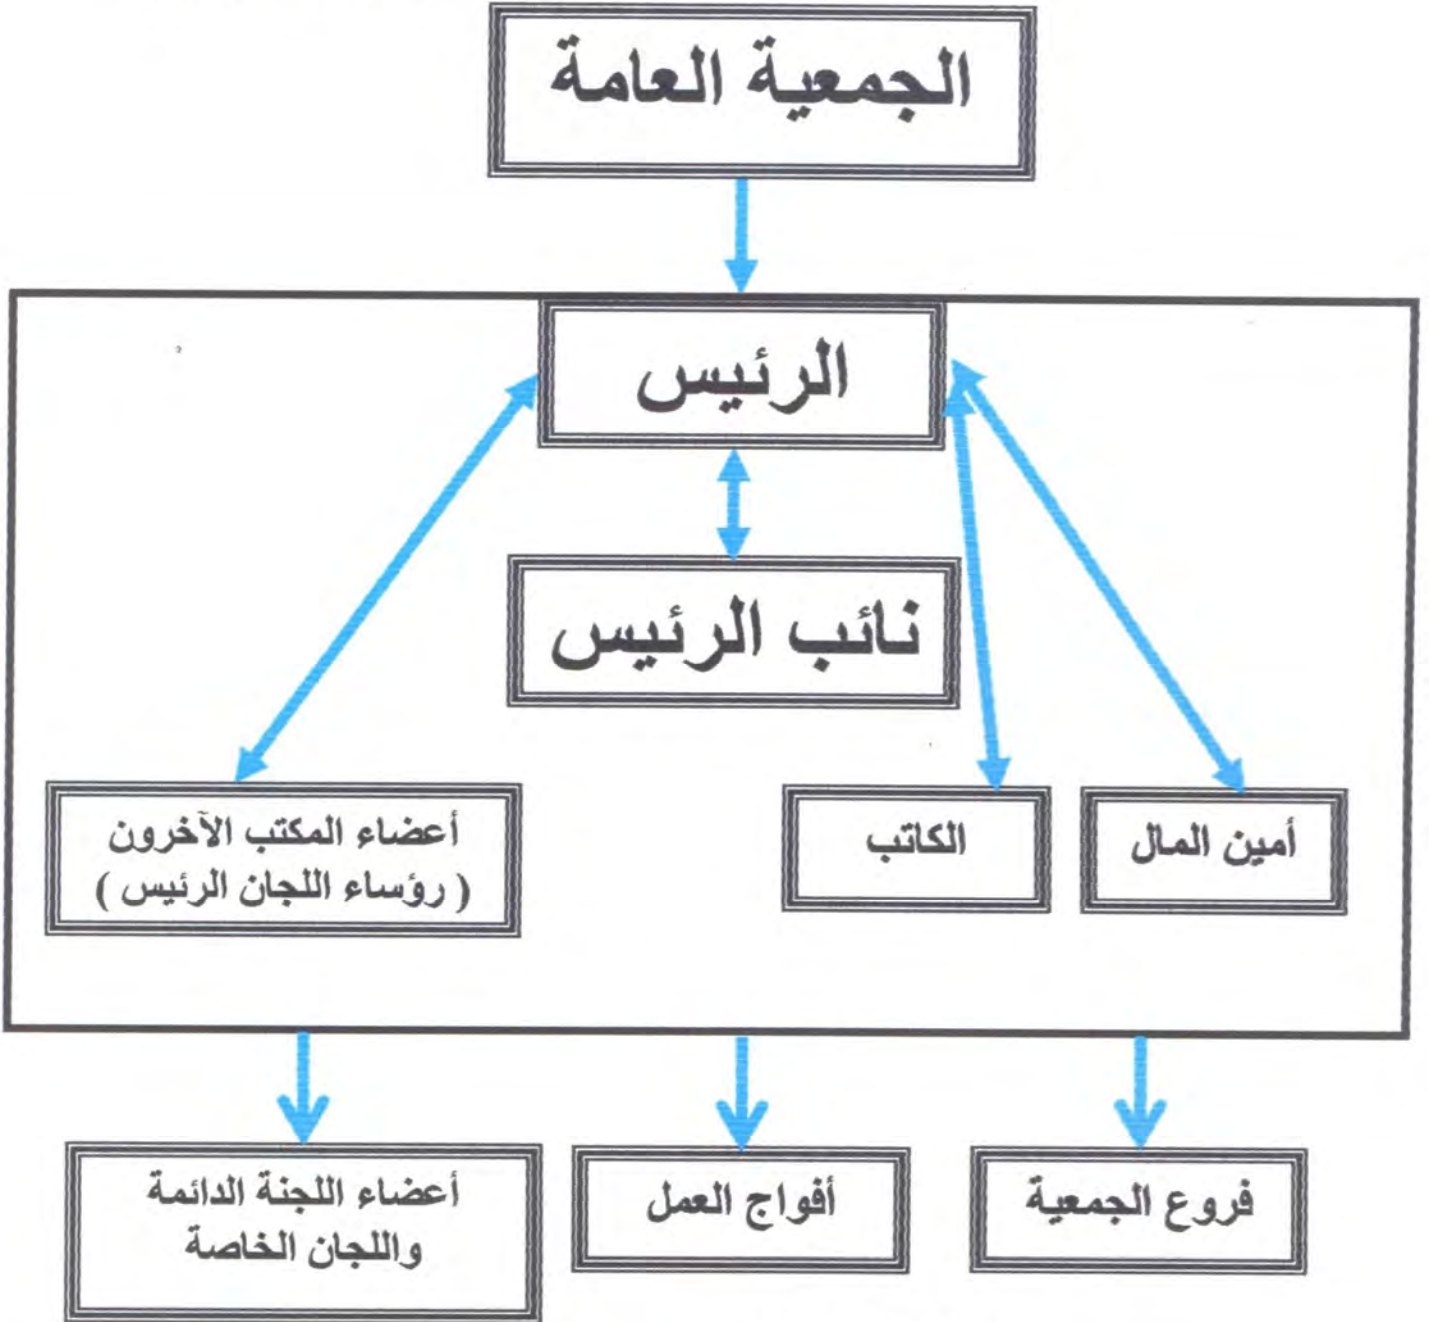 الجمعية العامة
الرئيس
نائب الرئيس
أمين المال
الكاتب
أعضاء المكتب الآخرون
( رؤساء اللجان الرئيس )
فروع الجمعية
أفواج العمل
أعضاء اللجنة الدائمة
واللجان الخاصة